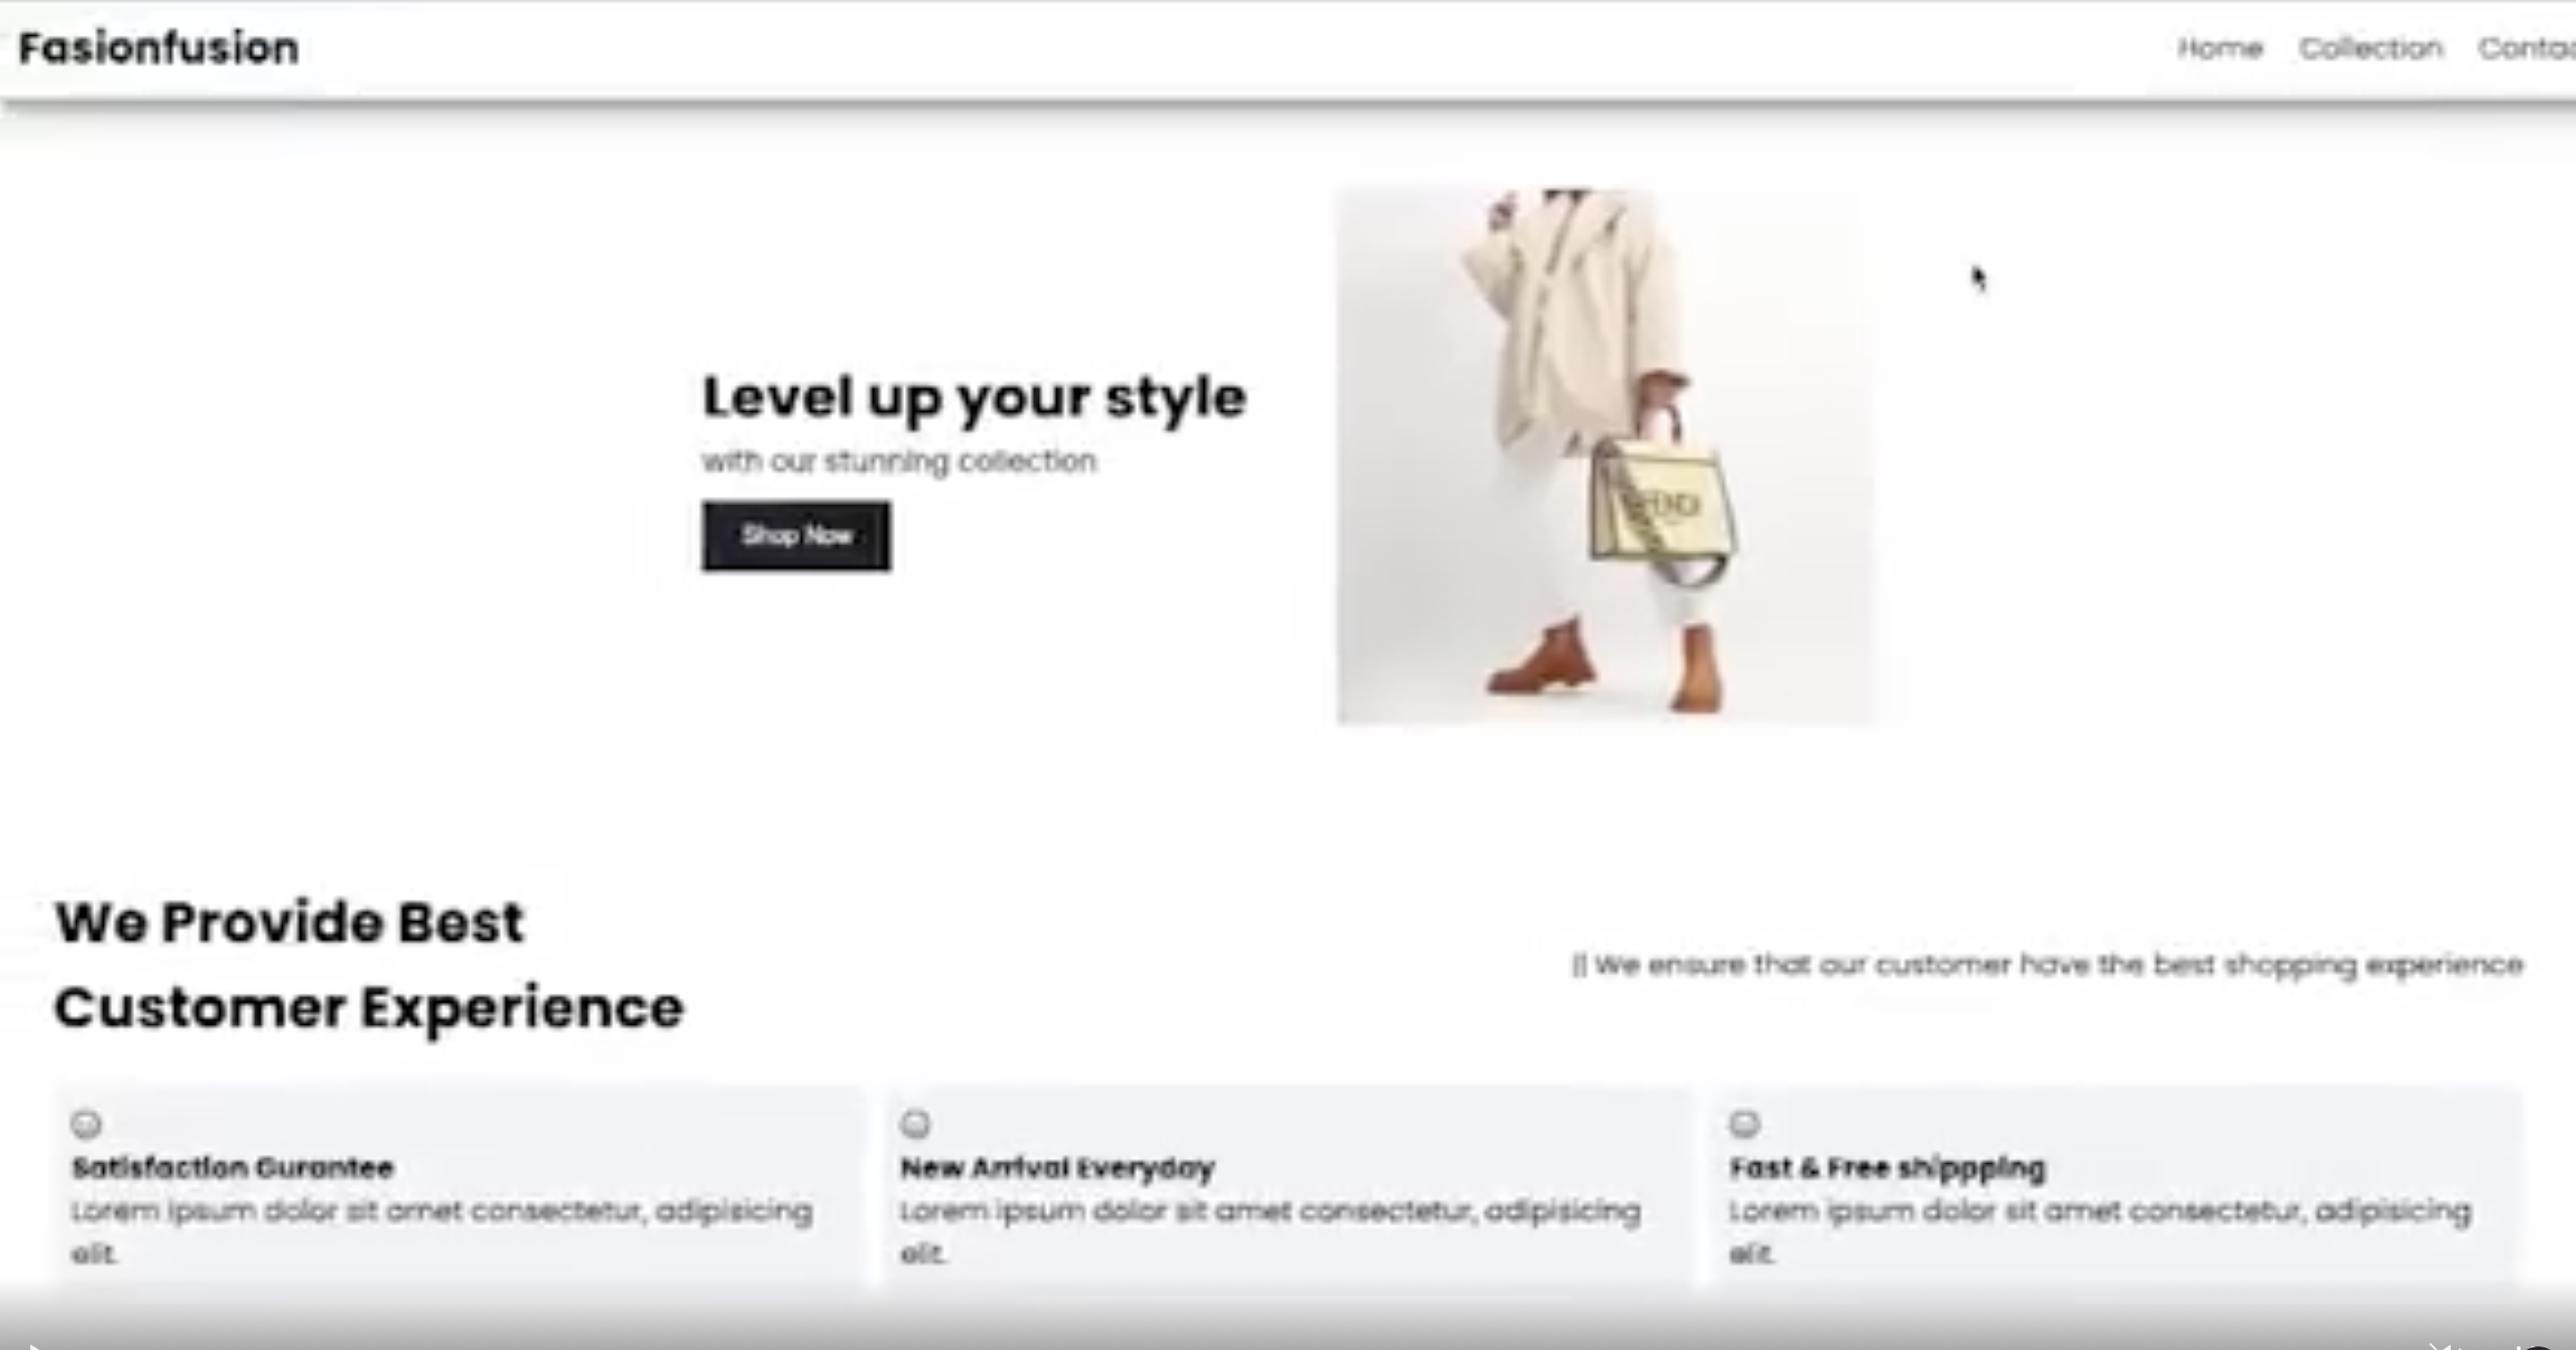 Fasionfusion
Home Collection
Level up your style
with our stunning collection
Shop Now
We Provide Best
Customer Experience
|| We ensure that our customer have the best shopping experience
Satisfaction Gurantee
Lorem ipsum dolor sit amet consectetur, adipisicing
elit.
New Arrival Everyday
Lorem ipsum dolor sit amet consectetur, adipisicing
elit.
Fast & Free shippping
Lorem ipsum dolor sit amet consectetur, adipisicing
elit.